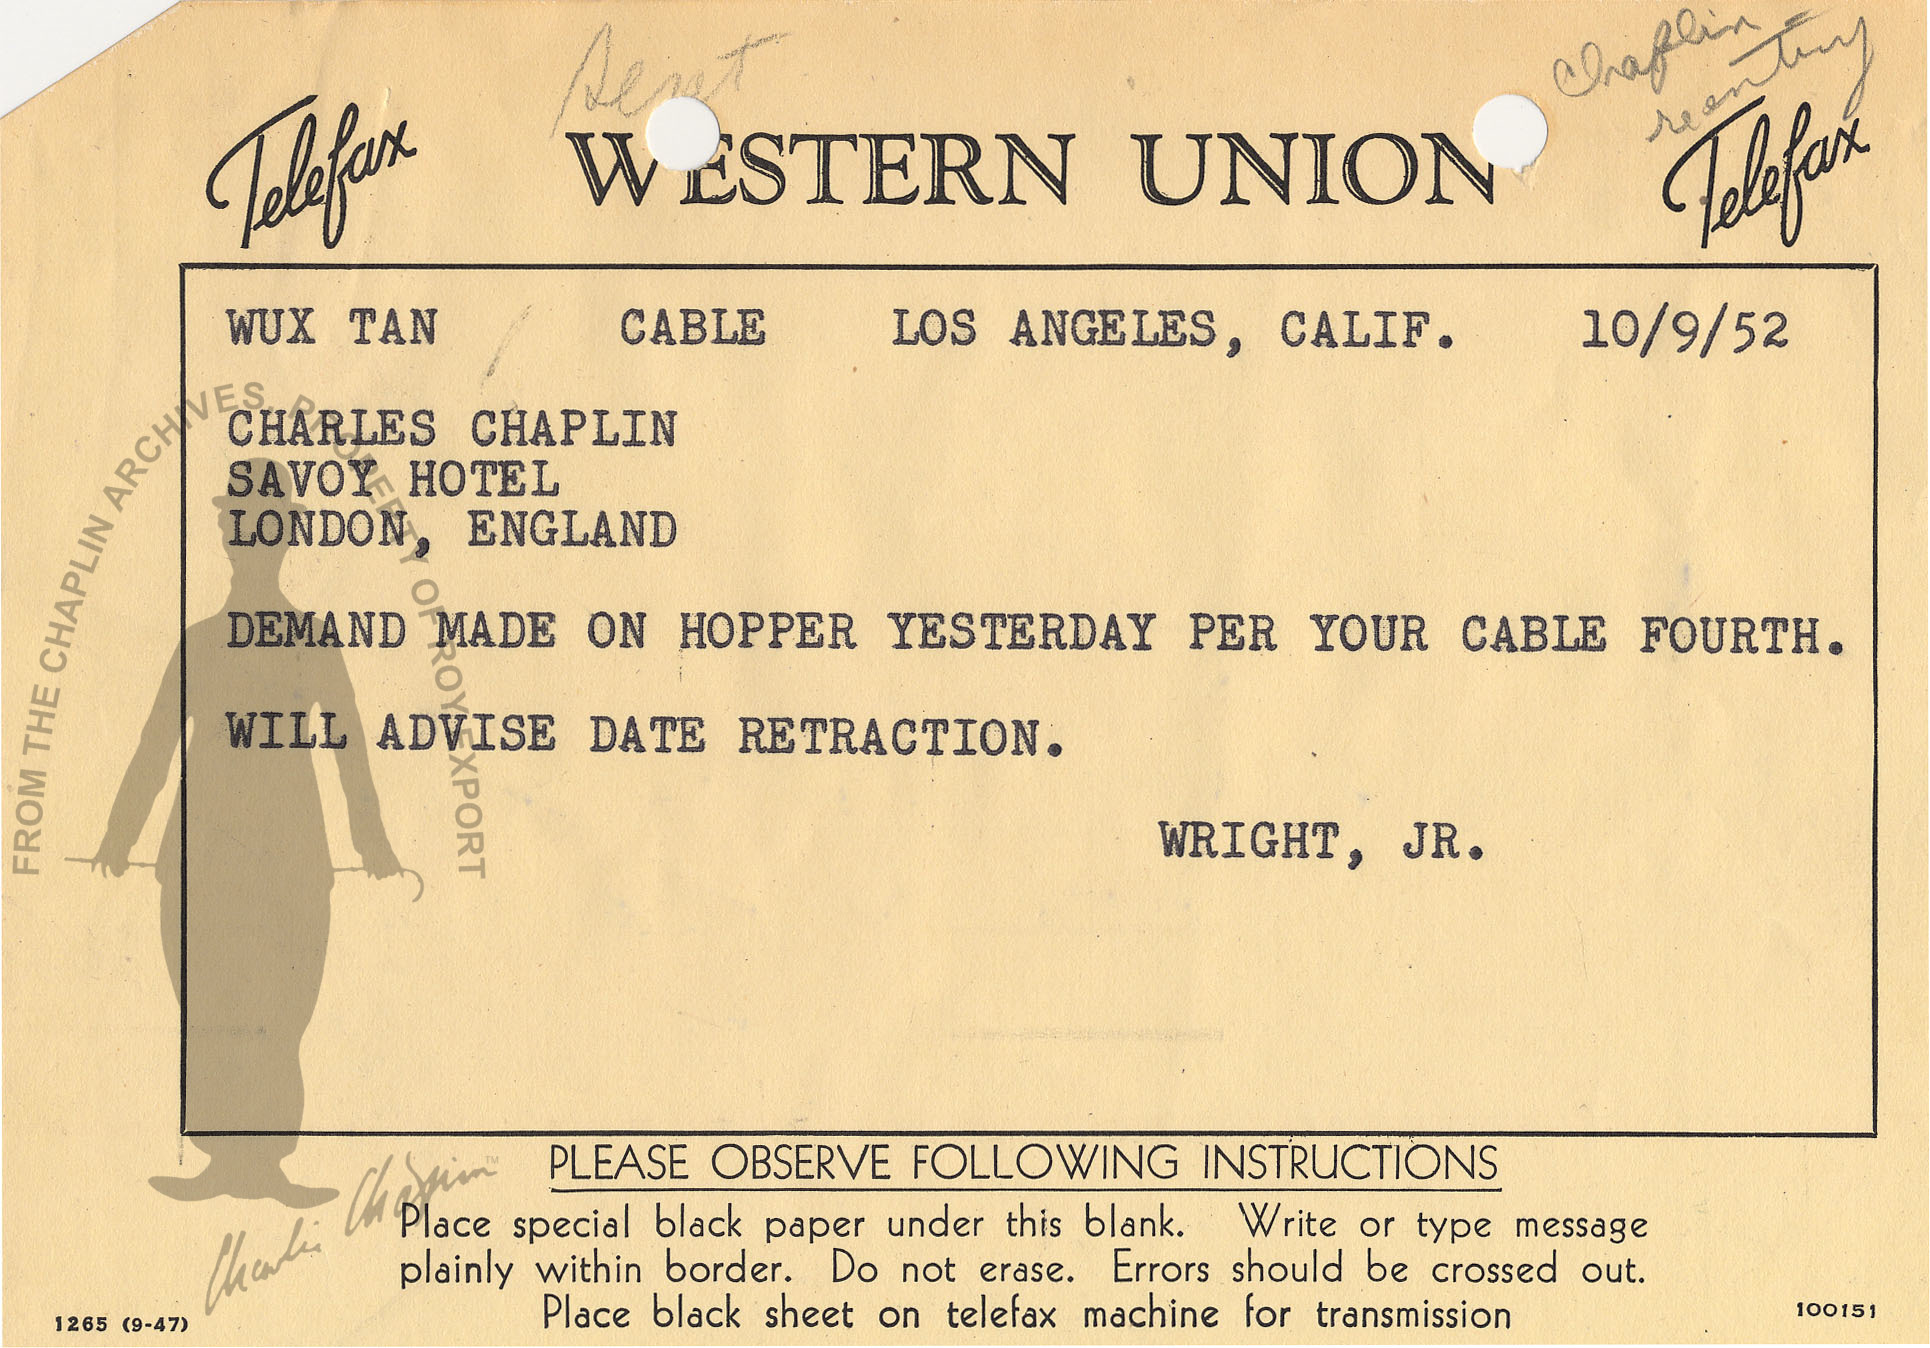 Sent
Chaplin
reentry
Telefax WESTERN UNION Telefax
WUX TAN CABLE LOS ANGELES, CALIF. 10/9/52
CHARLES CHAPLIN
SAVOY HOTEL
LONDON, ENGLAND
DEMAND MADE ON HOPPER YESTERDAY PER YOUR CABLE FOURTH.
WILL ADVISE DATE RETRACTION.
WRIGHT, JR.
FROM THE CHAPLIN ARCHIVES, PROPERTY OF ROY EXPORT
Charlie Chaplin™
PLEASE OBSERVE FOLLOWING INSTRUCTIONS
Place special black paper under this blank. Write or type message
plainly within border. Do not erase. Errors should be crossed out.
Place black sheet on telefax machine for transmission
1265 (9-47)
100151